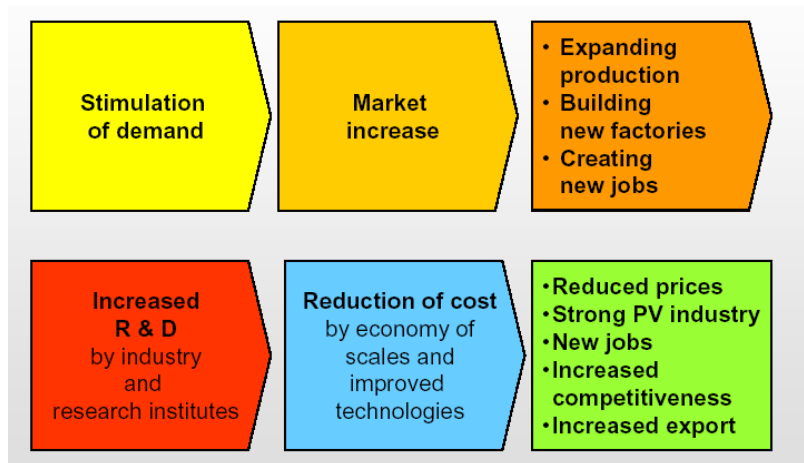 Stimulation
of demand
Market
increase
• Expanding
production
• Building
new factories
• Creating
new jobs
Increased
R & D
by industry
and
research institutes
Reduction of cost
by economy of
scales and
improved
technologies
•Reduced prices
•Strong PV industry
•New jobs
•Increased
competitiveness
•Increased export